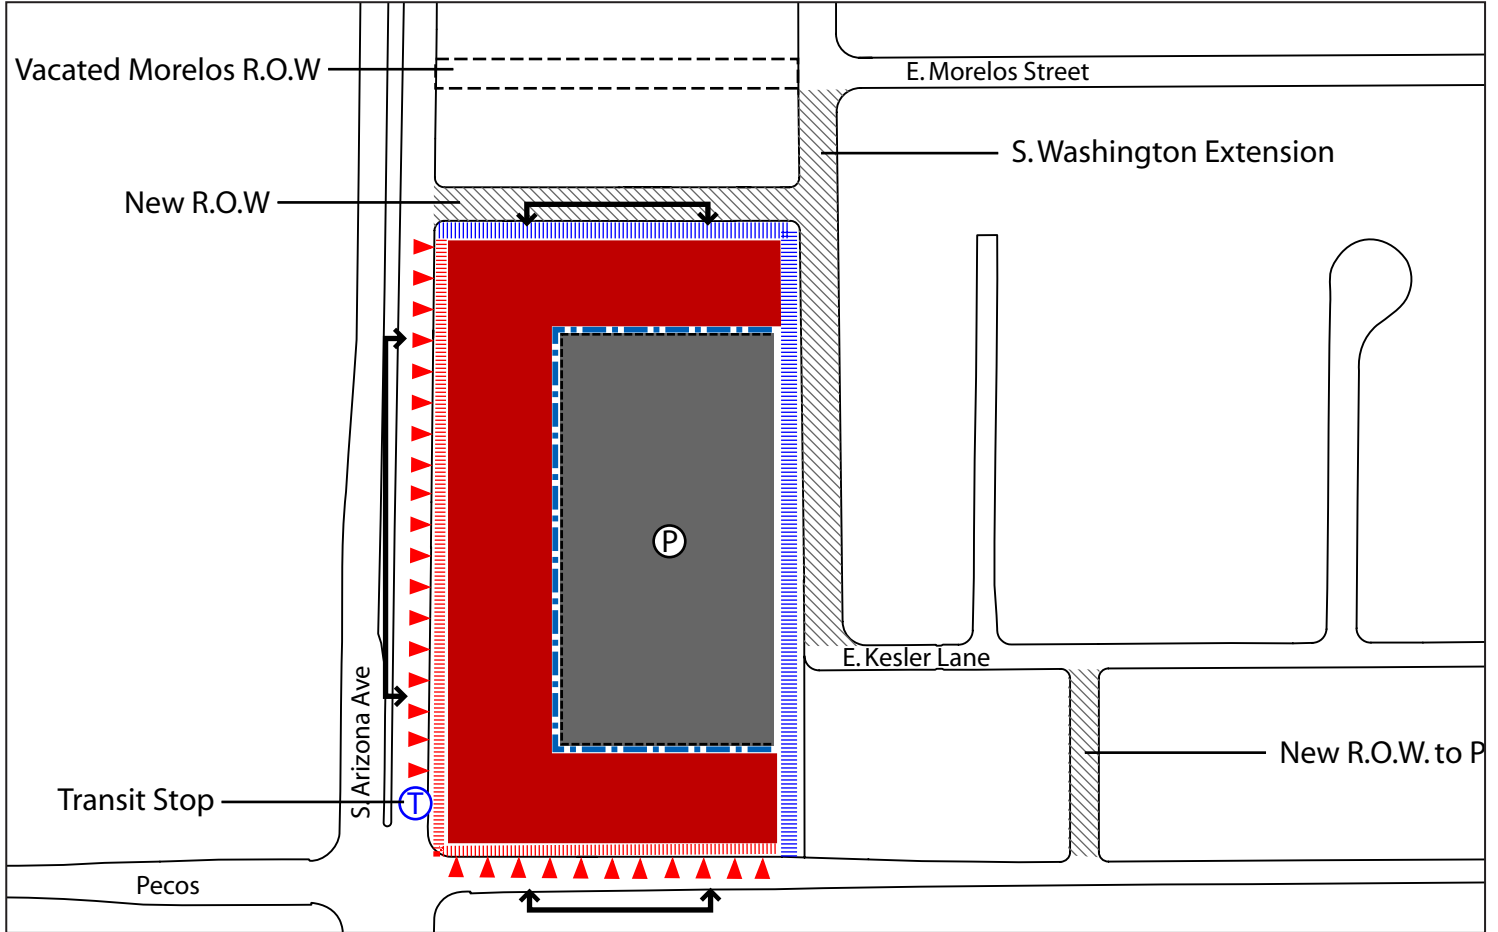 Vacated Morelos R.O.W
E. Morelos Street
S. Washington Extension
New R.O.W
P
E. Kesler Lane
S. Arizona Ave
New R.O.W. to P
Transit Stop
T
Pecos